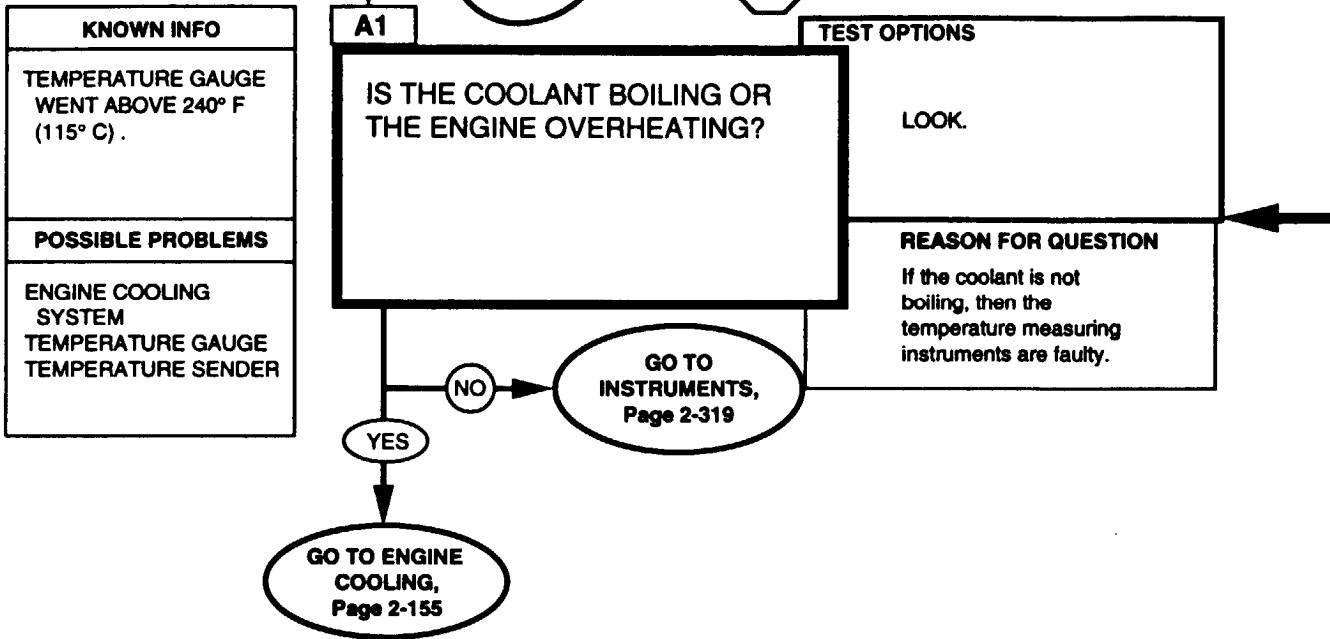 KNOWN INFO
TEMPERATURE GAUGE
WENT ABOVE 240° F
(115° C) .
POSSIBLE PROBLEMS
ENGINE COOLING
SYSTEM
TEMPERATURE GAUGE
TEMPERATURE SENDER
A1
IS THE COOLANT BOILING OR
THE ENGINE OVERHEATING?
TEST OPTIONS
LOOK.
REASON FOR QUESTION
If the coolant is not
boiling, then the
temperature measuring
instruments are faulty.
NO
GO TO
INSTRUMENTS,
Page 2-319
YES
GO TO ENGINE
COOLING,
Page 2-155